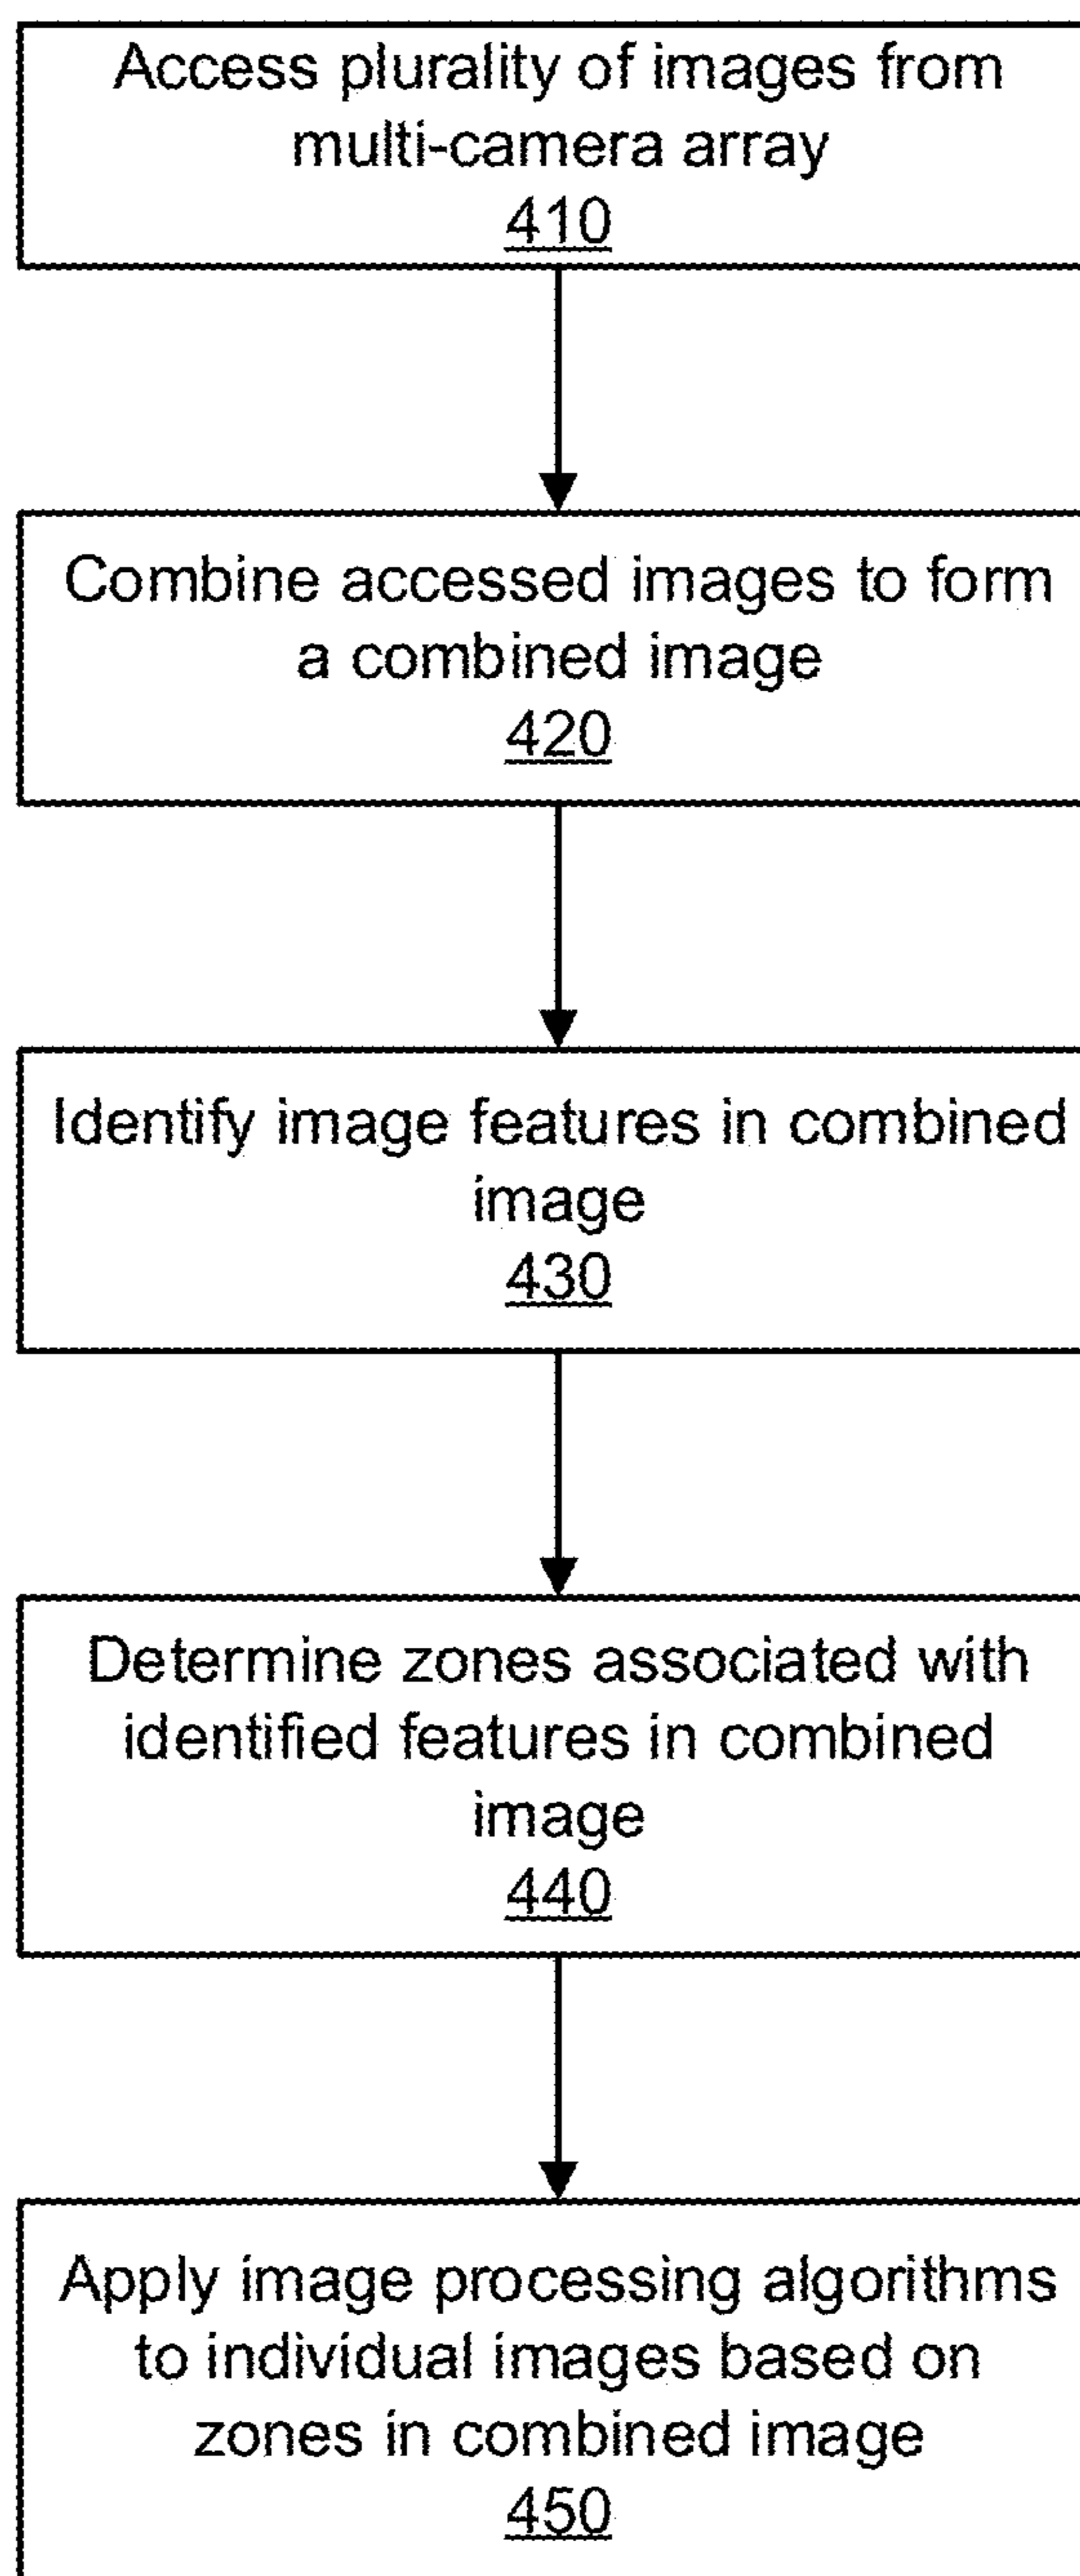 Access plurality of images from
multi-camera array
410
Combine accessed images to form
a combined image
420
Identify image features in combined
image
430
Determine zones associated with
identified features in combined
image
440
Apply image processing algorithms
to individual images based on
zones in combined image
450